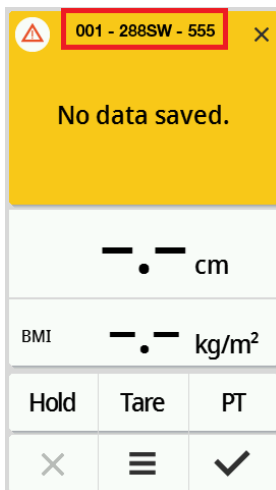 001 - 288SW - 555 ×
No data saved.
-.- cm
BMI -.- kg/m²
Hold Tare PT